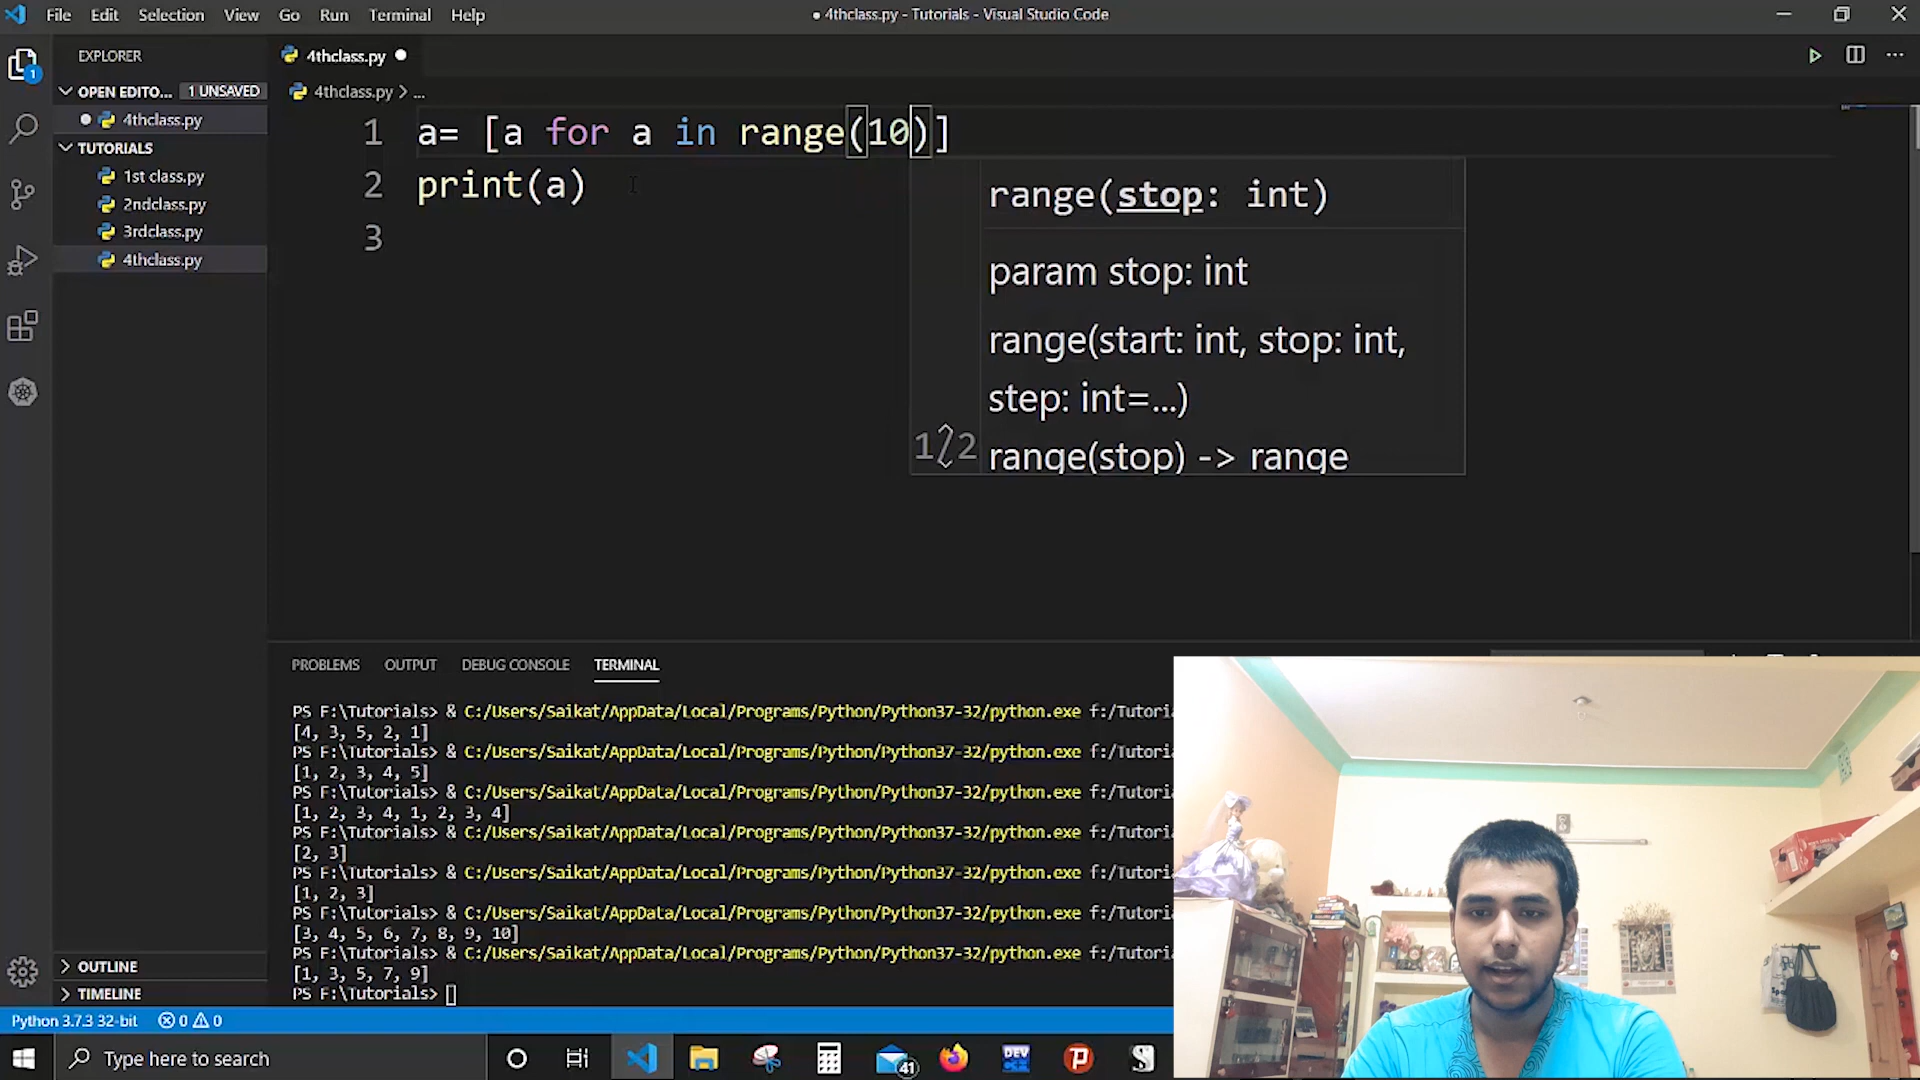 File Edit Selection View Go Run Terminal Help
● 4thclass.py - Tutorials - Visual Studio Code
EXPLORER
OPEN EDITO... 1 UNSAVED
4thclass.py
TUTORIALS
1st class.py
2ndclass.py
3rdclass.py
4thclass.py
OUTLINE
TIMELINE
4thclass.py
4thclass.py > ...
1 a= [a for a in range(10)]
2 print(a)
3
range(stop: int)
param stop: int
range(start: int, stop: int,
step: int=...)
range(stop) -> range
1/2
PROBLEMS OUTPUT DEBUG CONSOLE TERMINAL
PS F:\Tutorials> & C:/Users/Saikat/AppData/Local/Programs/Python/Python37-32/python.exe f:/Tutoria
[4, 3, 5, 2, 1]
PS F:\Tutorials> & C:/Users/Saikat/AppData/Local/Programs/Python/Python37-32/python.exe f:/Tutoria
[1, 2, 3, 4, 5]
PS F:\Tutorials> & C:/Users/Saikat/AppData/Local/Programs/Python/Python37-32/python.exe f:/Tutoria
[1, 2, 3, 4, 1, 2, 3, 4]
PS F:\Tutorials> & C:/Users/Saikat/AppData/Local/Programs/Python/Python37-32/python.exe f:/Tutoria
[2, 3]
PS F:\Tutorials> & C:/Users/Saikat/AppData/Local/Programs/Python/Python37-32/python.exe f:/Tutoria
[1, 2, 3]
PS F:\Tutorials> & C:/Users/Saikat/AppData/Local/Programs/Python/Python37-32/python.exe f:/Tutoria
[3, 4, 5, 6, 7, 8, 9, 10]
PS F:\Tutorials> & C:/Users/Saikat/AppData/Local/Programs/Python/Python37-32/python.exe f:/Tutoria
[1, 3, 5, 7, 9]
PS F:\Tutorials>
Python 3.7.3 32-bit 0 0
Type here to search
41
DEV